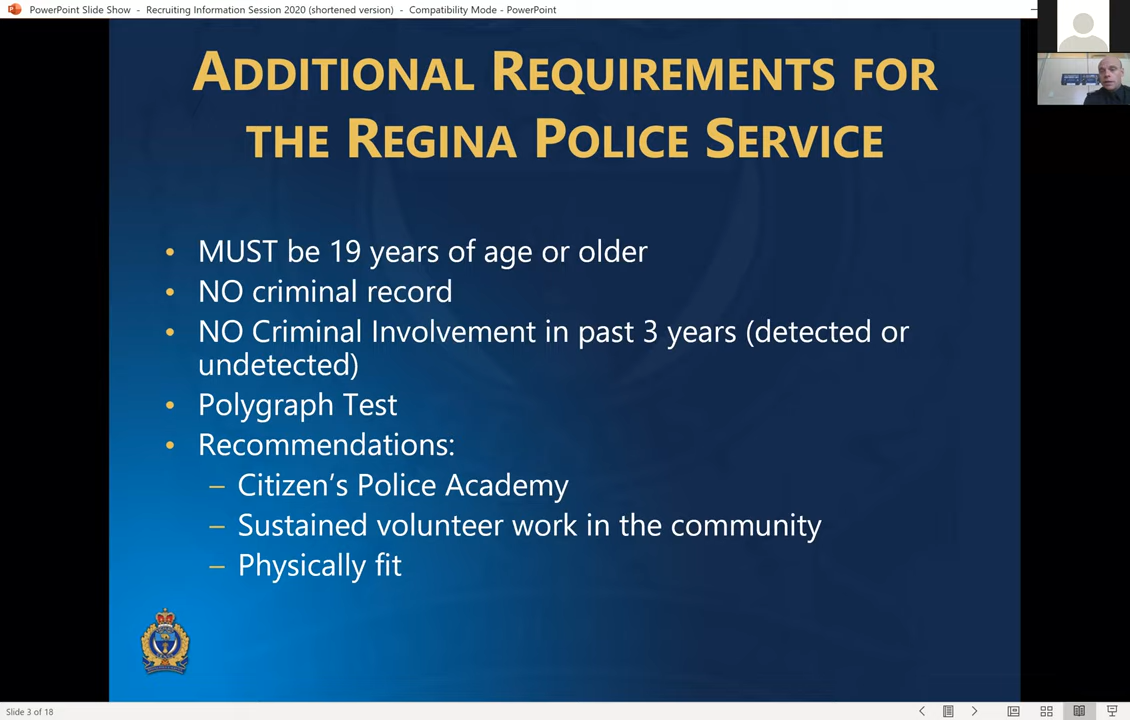 PowerPoint Slide Show - Recruiting Information Session 2020 (shortened version) - Compatibility Mode - PowerPoint
ADDITIONAL REQUIREMENTS FOR
THE REGINA POLICE SERVICE
• MUST be 19 years of age or older
• NO criminal record
• NO Criminal Involvement in past 3 years (detected or
undetected)
• Polygraph Test
• Recommendations:
– Citizen’s Police Academy
– Sustained volunteer work in the community
– Physically fit
Slide 3 of 18